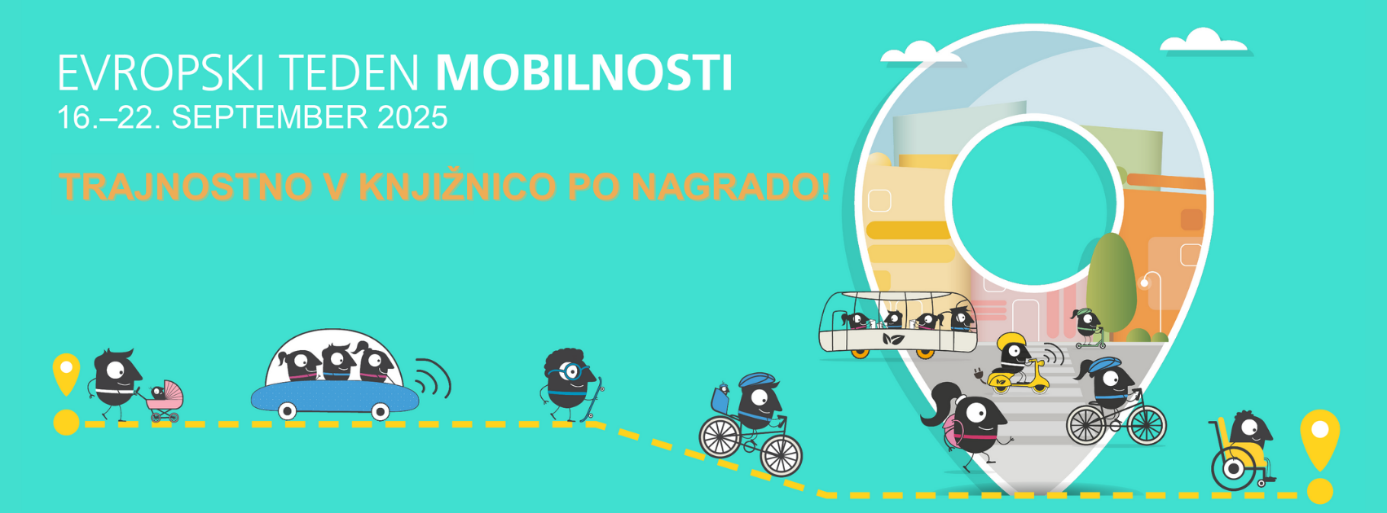 EVROPSKI TEDEN MOBILNOSTI
16.–22. SEPTEMBER 2025
TRAJNOSTNO V KNJIŽNICO PO NAGRADO!